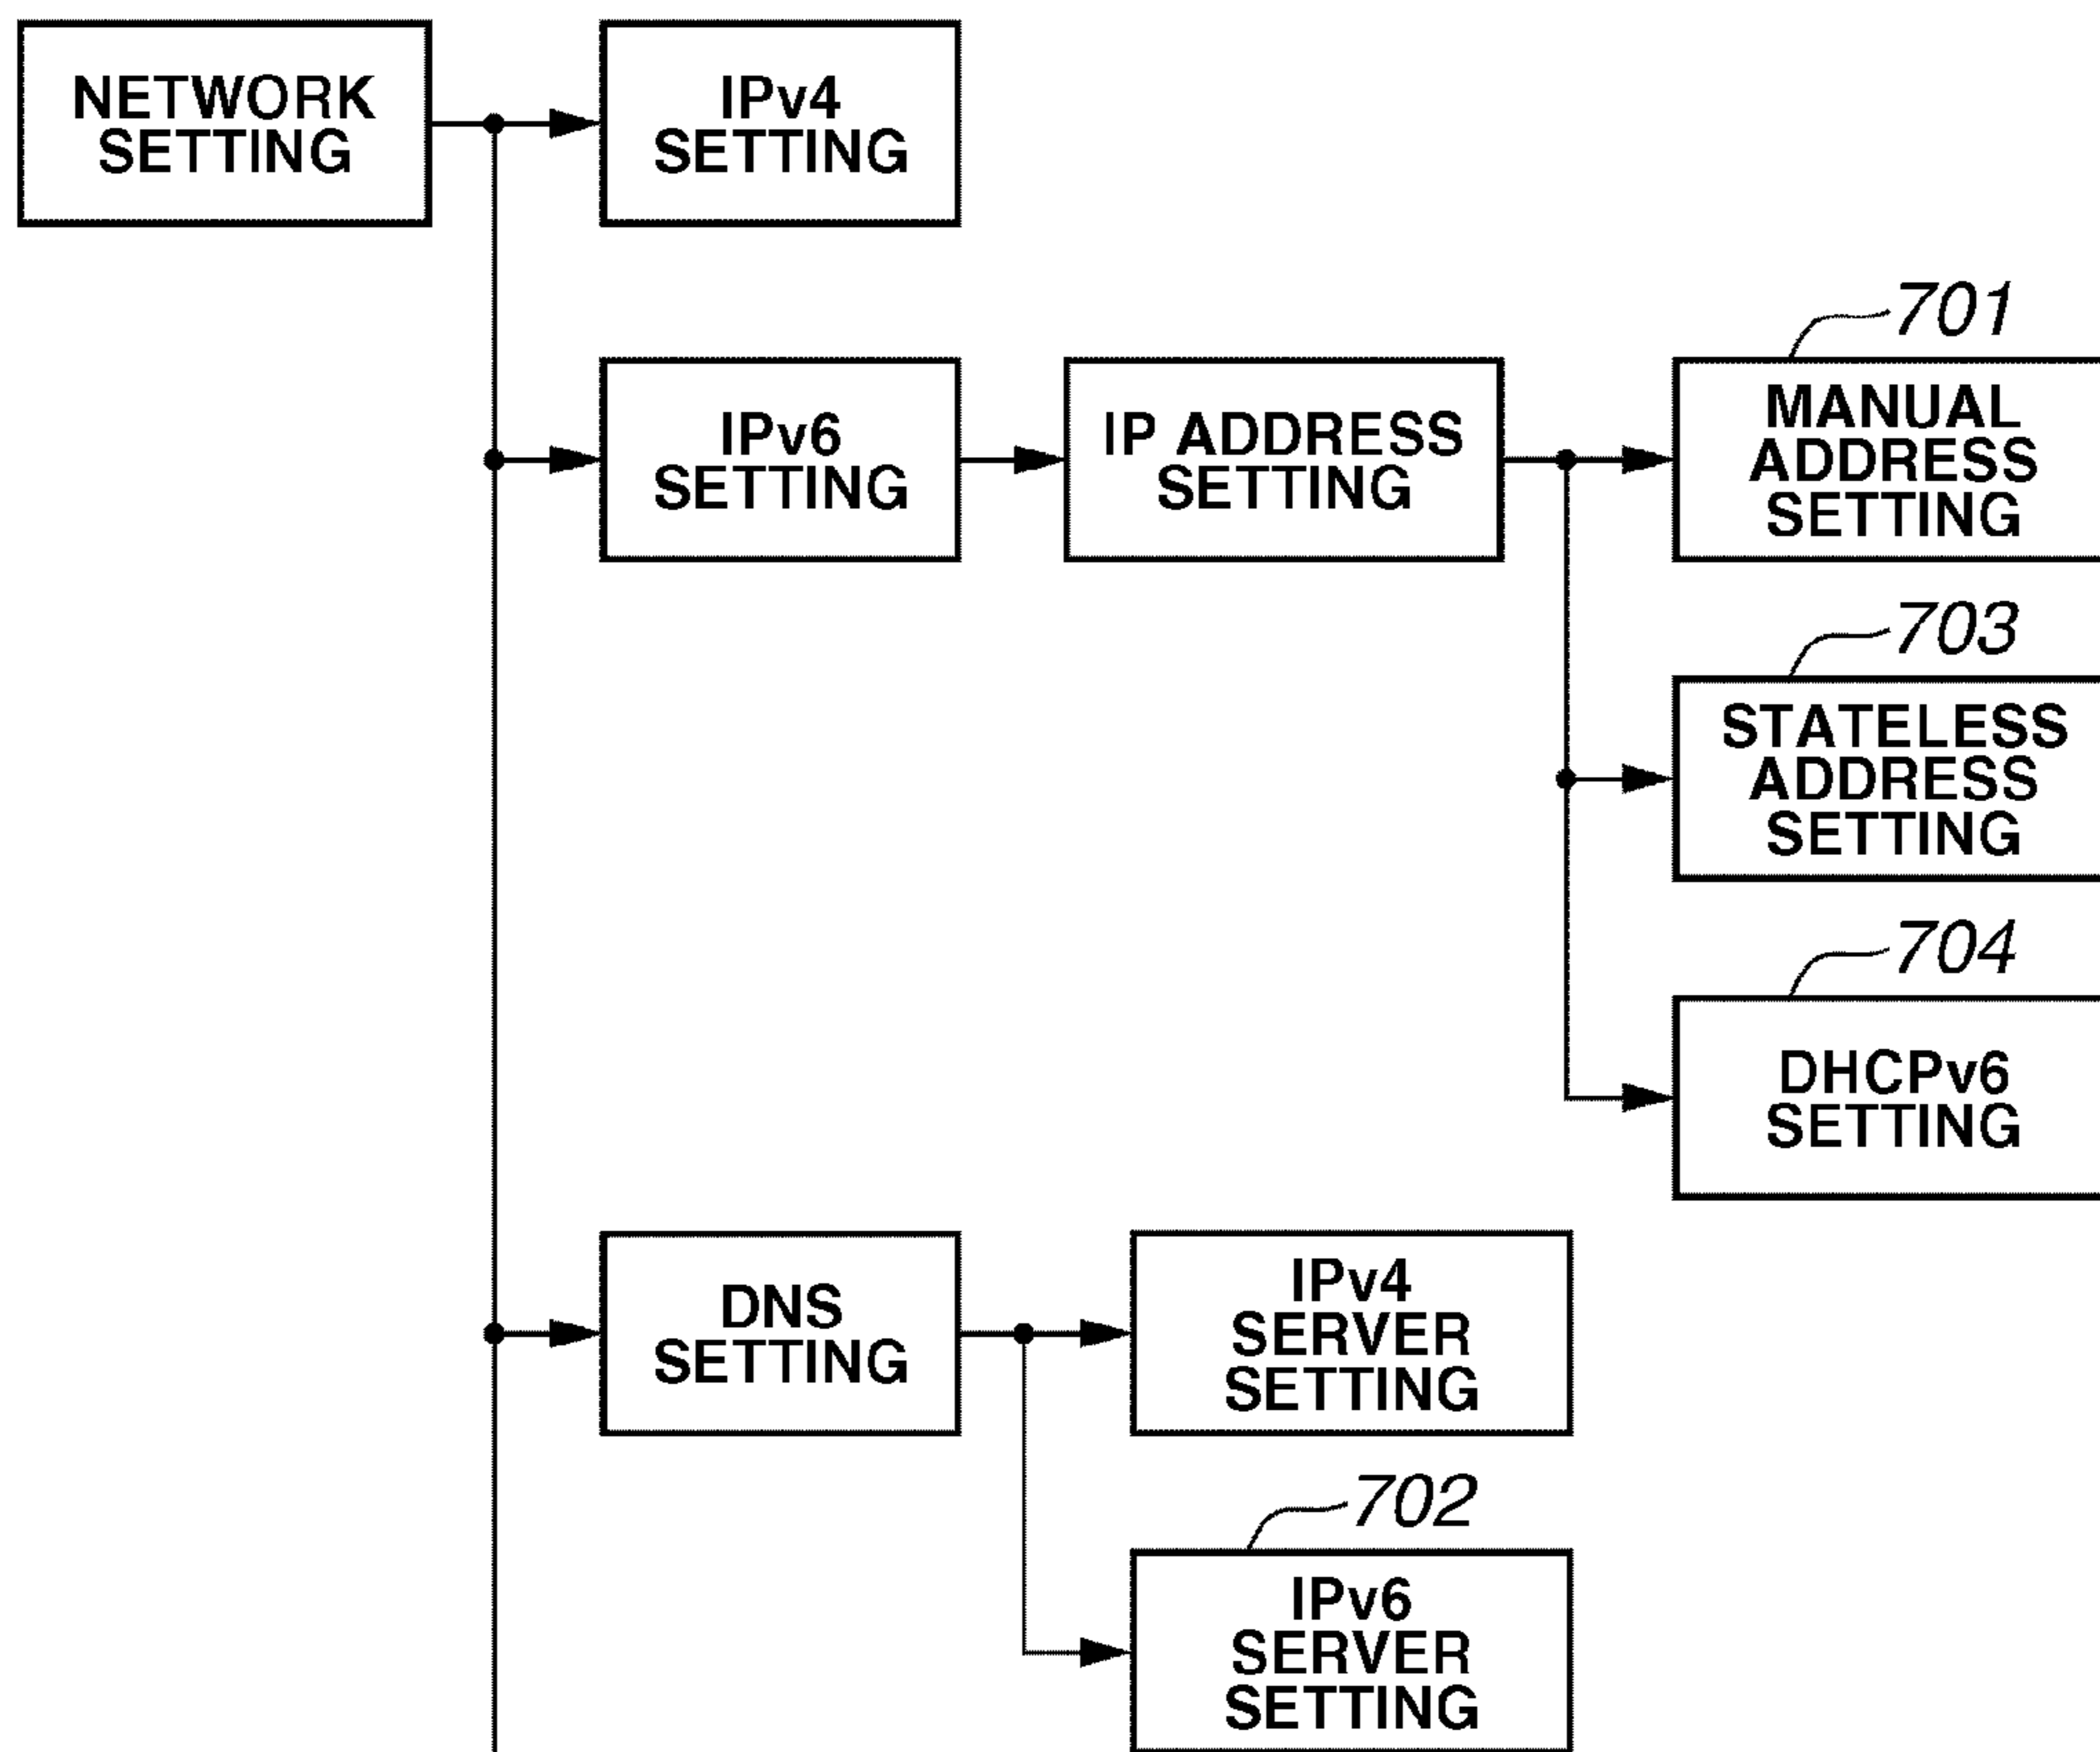 NETWORK
SETTING
IPv4
SETTING
701
IPv6
SETTING
IP ADDRESS
SETTING
MANUAL
ADDRESS
SETTING
703
STATELESS
ADDRESS
SETTING
704
DHCPv6
SETTING
DNS
SETTING
IPv4
SERVER
SETTING
702
IPv6
SERVER
SETTING